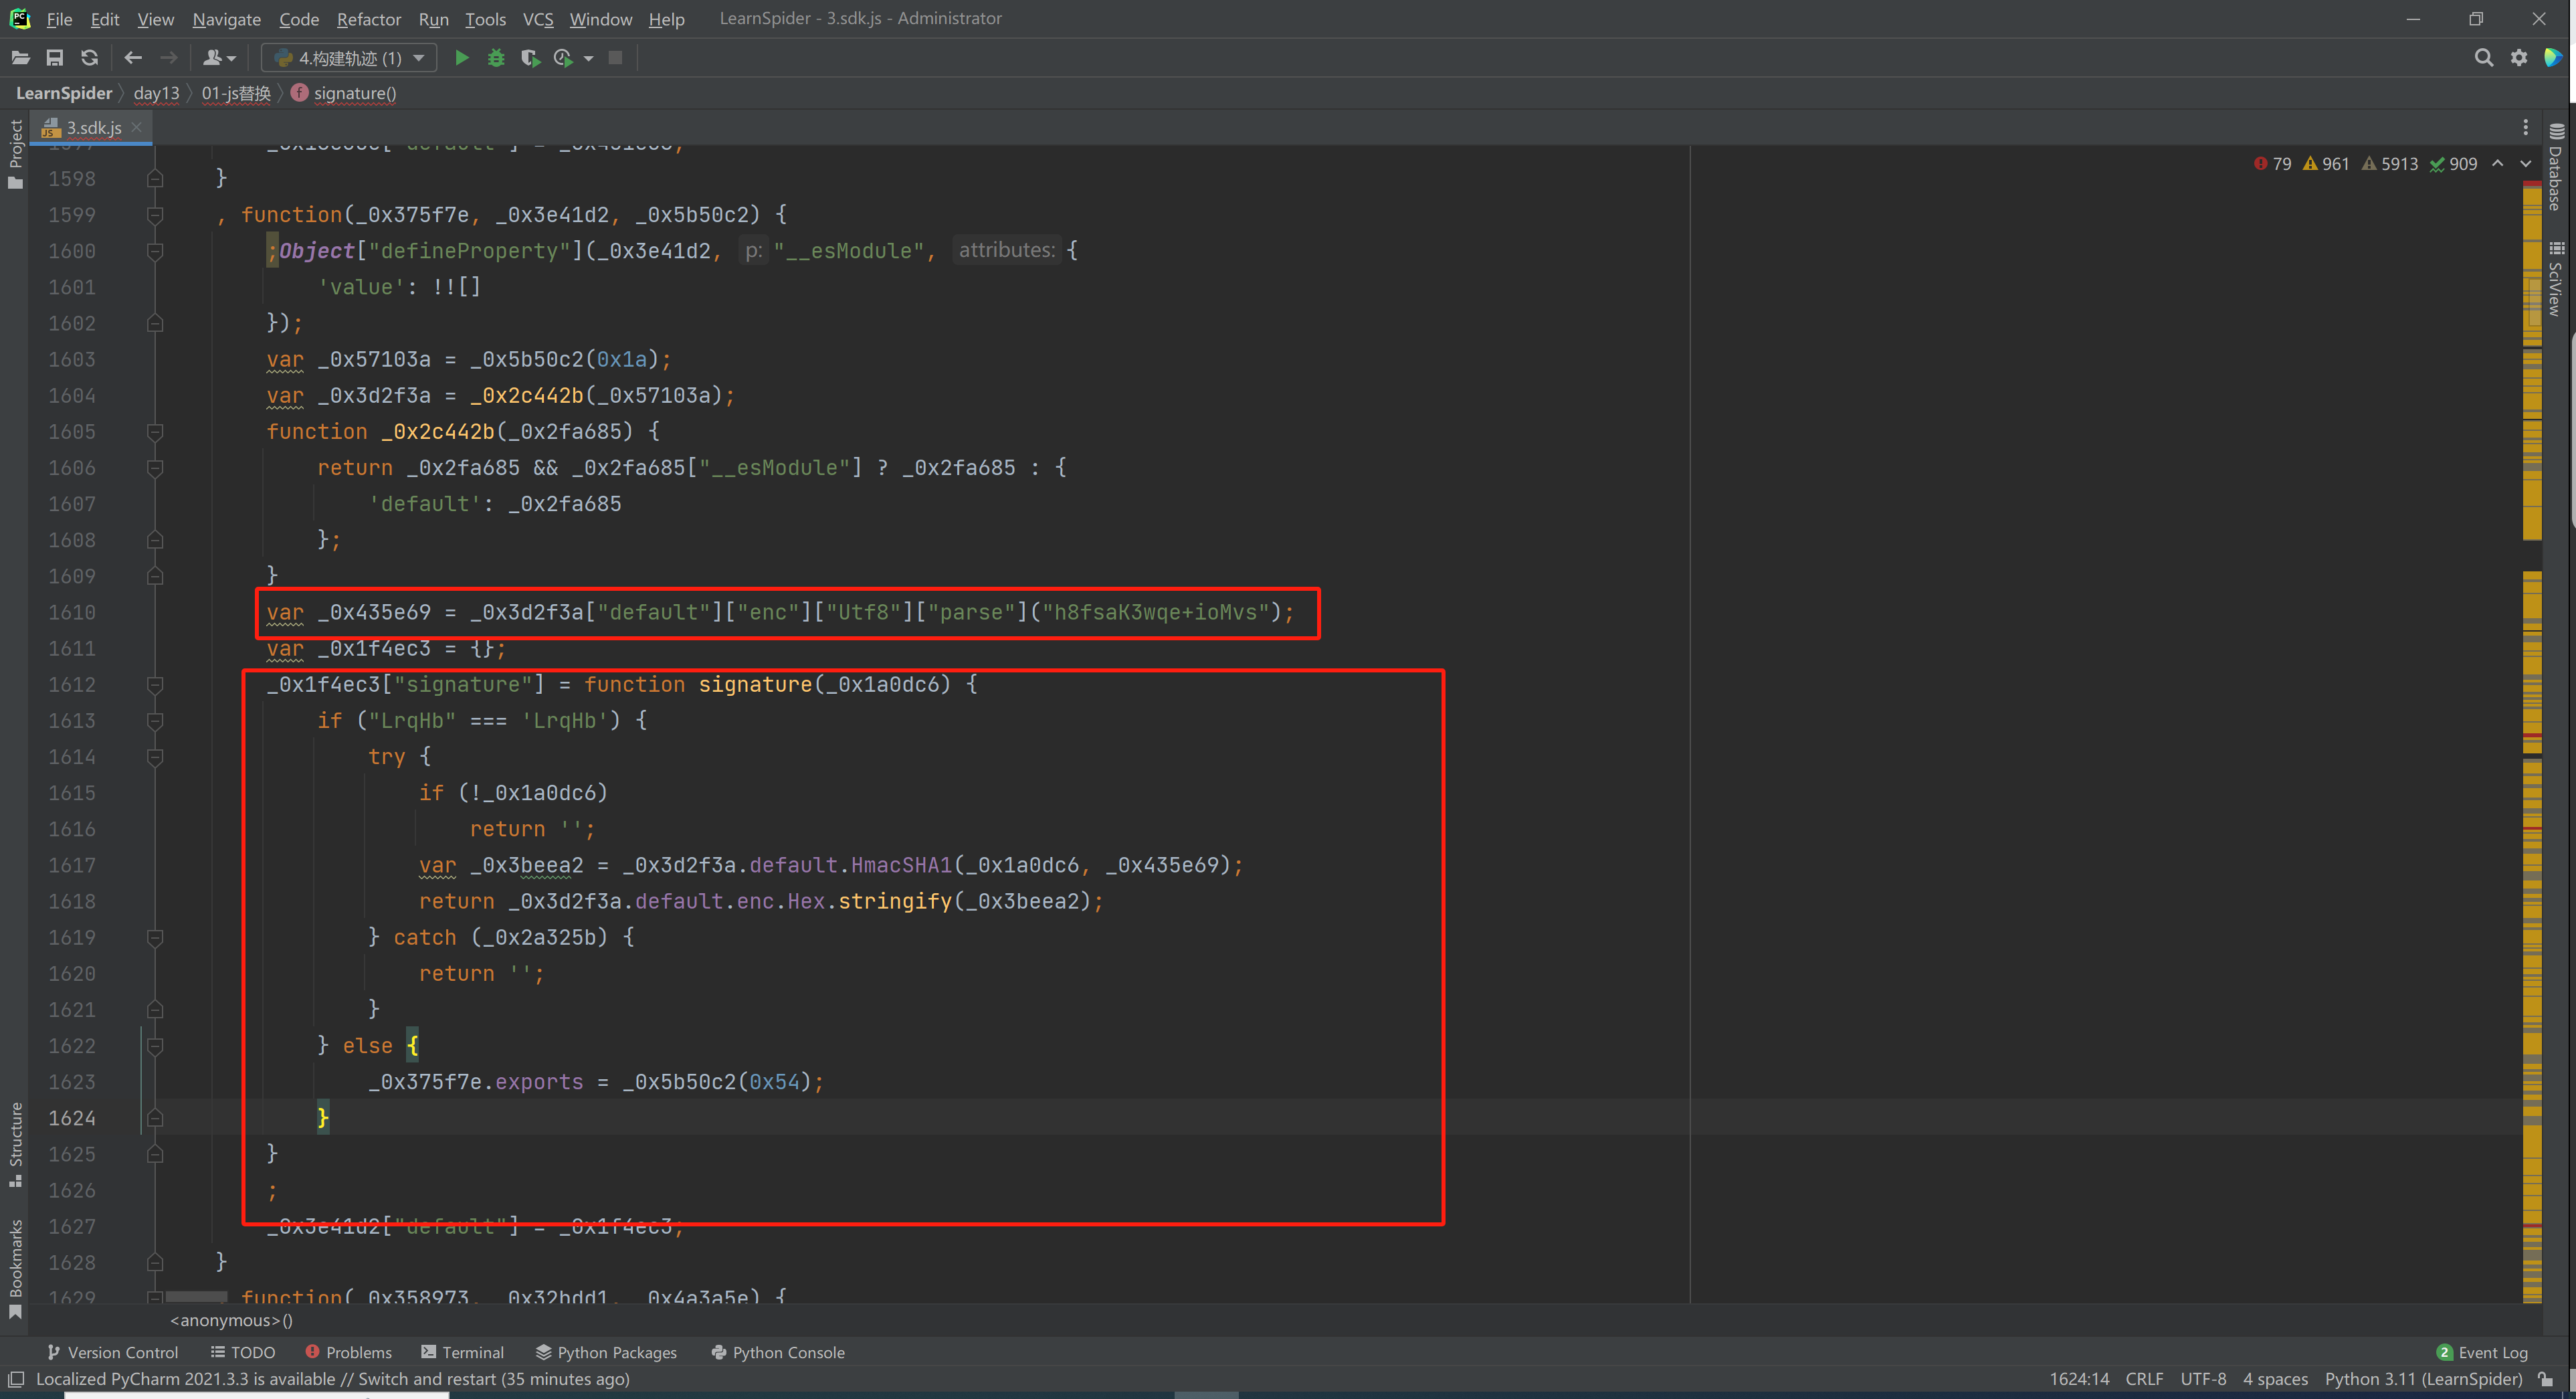 File Edit View Navigate Code Refactor Run Tools VCS Window Help LearnSpider - 3.sdk.js - Administrator
4.构建轨迹 (1)
LearnSpider day13 01-js替换 signature()
3.sdk.js
79 961 5913 909
1598 }
1599 , function(_0x375f7e, _0x3e41d2, _0x5b50c2) {
1600 ;Object["defineProperty"](_0x3e41d2, p: "__esModule", attributes: {
1601 'value': !![]
1602 });
1603 var _0x57103a = _0x5b50c2(0x1a);
1604 var _0x3d2f3a = _0x2c442b(_0x57103a);
1605 function _0x2c442b(_0x2fa685) {
1606 return _0x2fa685 && _0x2fa685["__esModule"] ? _0x2fa685 : {
1607 'default': _0x2fa685
1608 };
1609 }
1610 var _0x435e69 = _0x3d2f3a["default"]["enc"]["Utf8"]["parse"]("h8fsaK3wqe+ioMvs");
1611 var _0x1f4ec3 = {};
1612 _0x1f4ec3["signature"] = function signature(_0x1a0dc6) {
1613 if ("LrqHb" === 'LrqHb') {
1614 try {
1615 if (!_0x1a0dc6)
1616 return '';
1617 var _0x3beea2 = _0x3d2f3a.default.HmacSHA1(_0x1a0dc6, _0x435e69);
1618 return _0x3d2f3a.default.enc.Hex.stringify(_0x3beea2);
1619 } catch (_0x2a325b) {
1620 return '';
1621 }
1622 } else {
1623 _0x375f7e.exports = _0x5b50c2(0x54);
1624 }
1625 }
1626 ;
1627 _0x3e41d2["default"] = _0x1f4ec3;
1628 }
1629 function(_0x358973, _0x32bdd1, _0x4a3a5e) {
<anonymous>()
Project
Structure
Bookmarks
Database
SciView
Version Control TODO Problems Terminal Python Packages Python Console 2 Event Log
Localized PyCharm 2021.3.3 is available // Switch and restart (35 minutes ago) 1624:14 CRLF UTF-8 4 spaces Python 3.11 (LearnSpider)